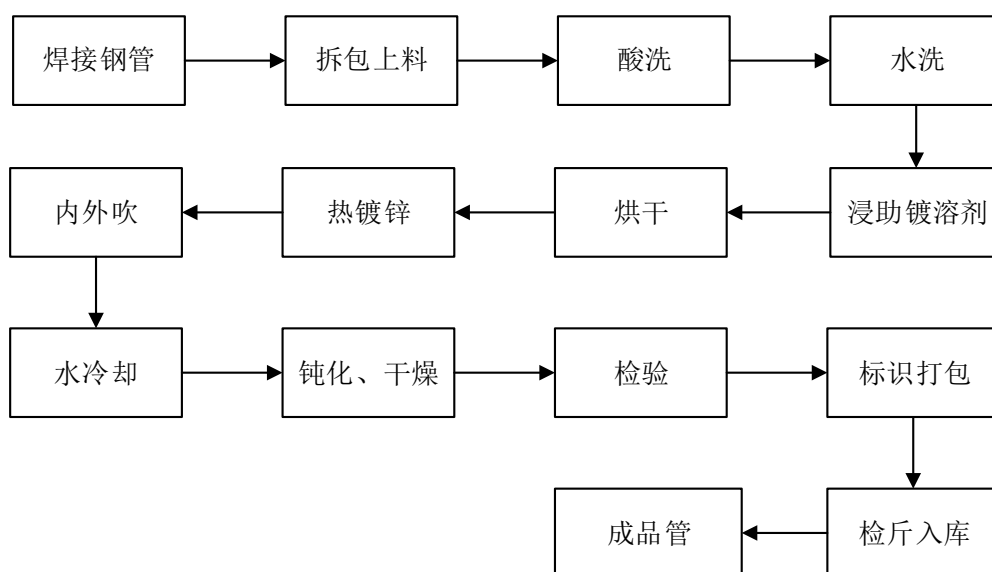 焊接钢管
拆包上料
酸洗
水洗
浸助镀溶剂
烘干
热镀锌
内外吹
水冷却
钝化、干燥
检验
标识打包
检斤入库
成品管